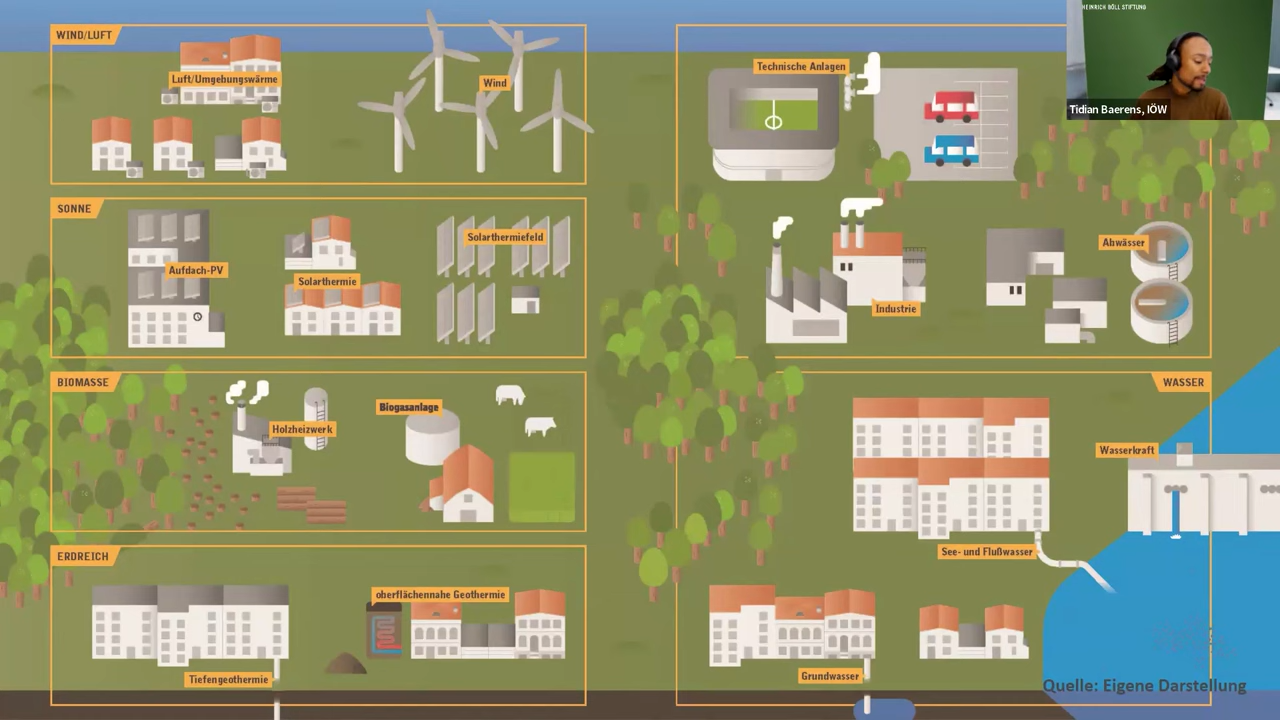 WIND/LUFT
Luft/Umgebungswärme
Wind
SONNE
Aufdach-PV
Solarthermie
Solarthermiefeld
BIOMASSE
Holzheizwerk
Biogasanlage
ERDREICH
Tiefengeothermie
oberflächennahe Geothermie
Technische Anlagen
Industrie
Abwässer
WASSER
Wasserkraft
See- und Flußwasser
Grundwasser
Quelle: Eigene Darstellung
HEINRICH BÖLL STIFTUNG
Tidian Baerens, IÖW